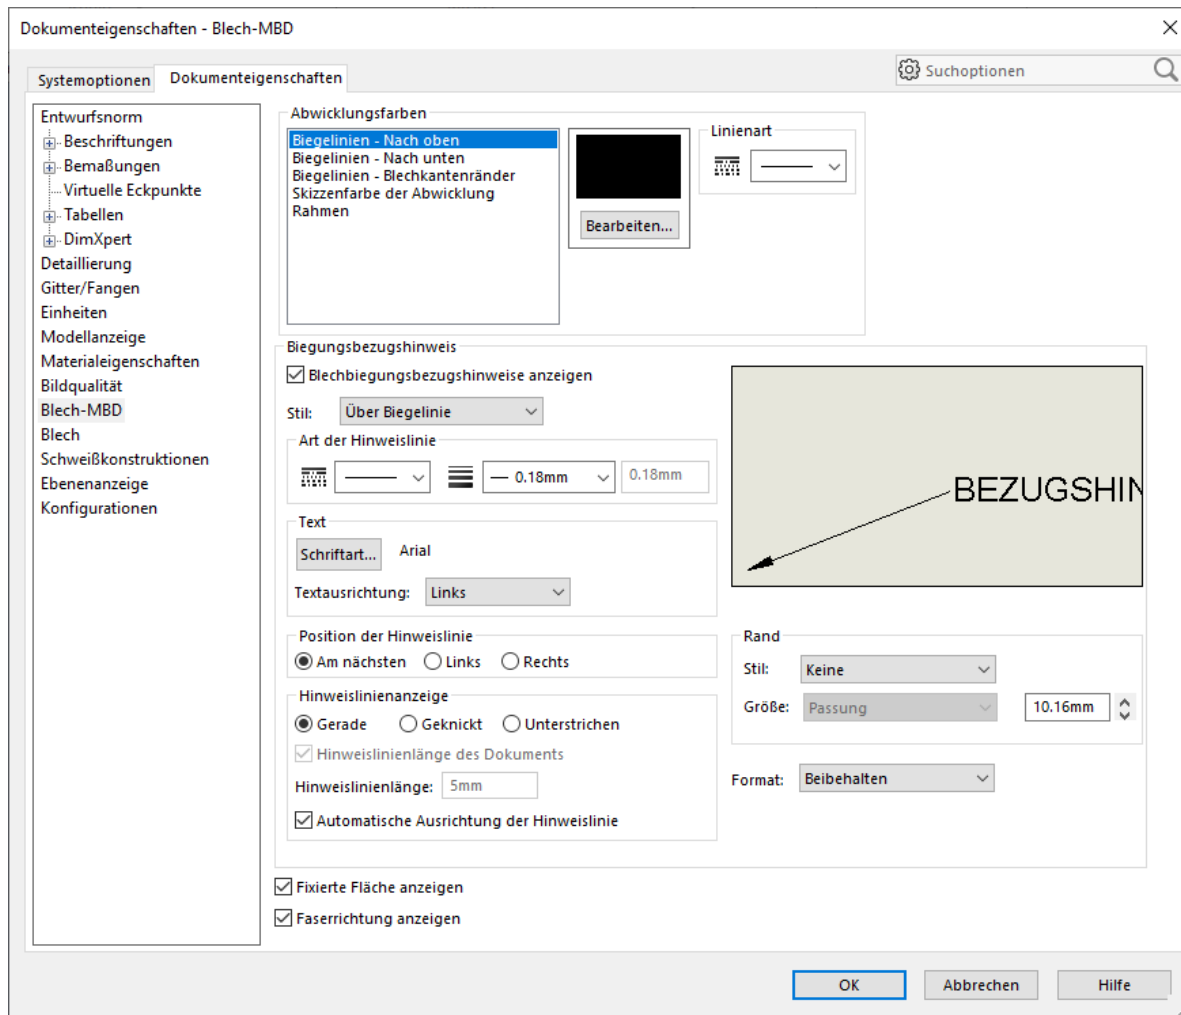 Dokumenteigenschaften - Blech-MBD
Systemoptionen
Dokumenteigenschaften
Suchoptionen
Entwurfsnorm
Beschriftungen
Bemaßungen
Virtuelle Eckpunkte
Tabellen
DimXpert
Detaillierung
Gitter/Fangen
Einheiten
Modellanzeige
Materialeigenschaften
Bildqualität
Blech-MBD
Blech
Schweißkonstruktionen
Ebenenanzeige
Konfigurationen
Abwicklungsfarben
Biegelinien - Nach oben
Biegelinien - Nach unten
Biegelinien - Blechkantenränder
Skizzenfarbe der Abwicklung
Rahmen
Bearbeiten...
Linienart
Biegungsbezugshinweis
Blechbiegungsbezugshinweise anzeigen
Stil: Über Biegelinie
Art der Hinweislinie
0.18mm 0.18mm
Text
Schriftart... Arial
Textausrichtung: Links
Position der Hinweislinie
Am nächsten Links Rechts
Hinweislinienanzeige
Gerade Geknickt Unterstrichen
Hinweislinienlänge des Dokuments
Hinweislinienlänge: 5mm
Automatische Ausrichtung der Hinweislinie
BEZUGSHIN
Rand
Stil: Keine
Größe: Passung 10.16mm
Format: Beibehalten
Fixierte Fläche anzeigen
Faserrichtung anzeigen
OK Abbrechen Hilfe